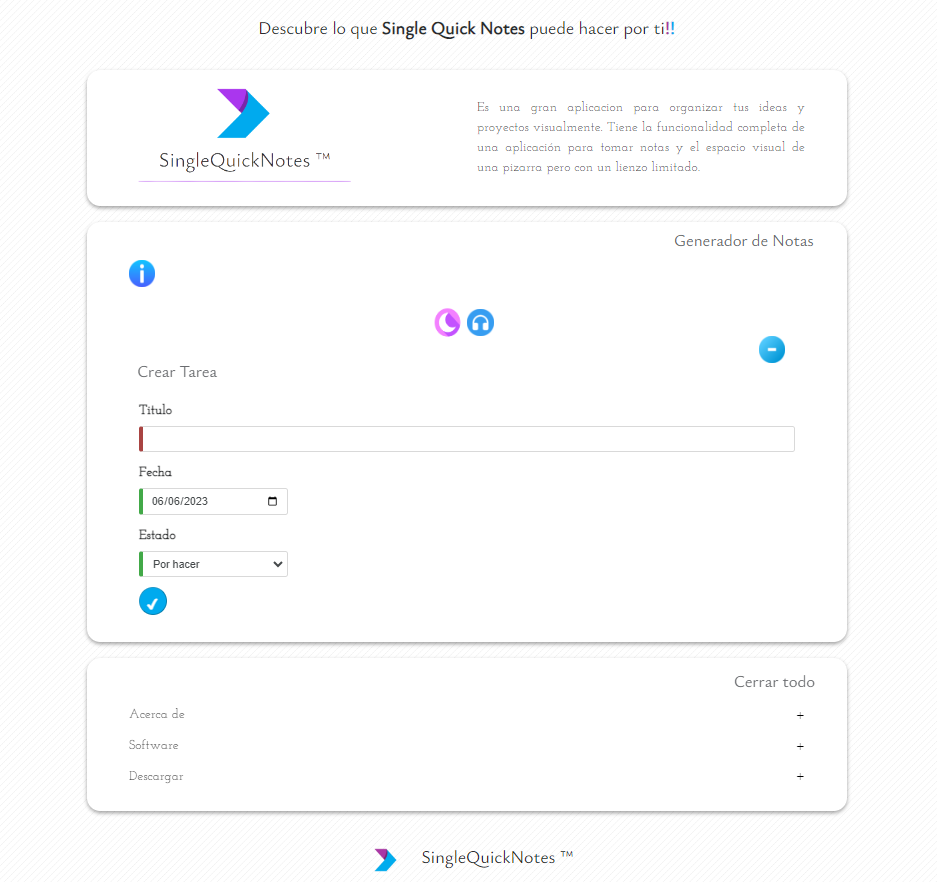 Descubre lo que Single Quick Notes puede hacer por ti!!
SingleQuickNotes ™
Es una gran aplicacion para organizar tus ideas y
proyectos visualmente. Tiene la funcionalidad completa de
una aplicación para tomar notas y el espacio visual de
una pizarra pero con un lienzo limitado.
Generador de Notas
Crear Tarea
Titulo
Fecha
06/06/2023
Estado
Por hacer
Cerrar todo
Acerca de +
Software +
Descargar +
SingleQuickNotes ™